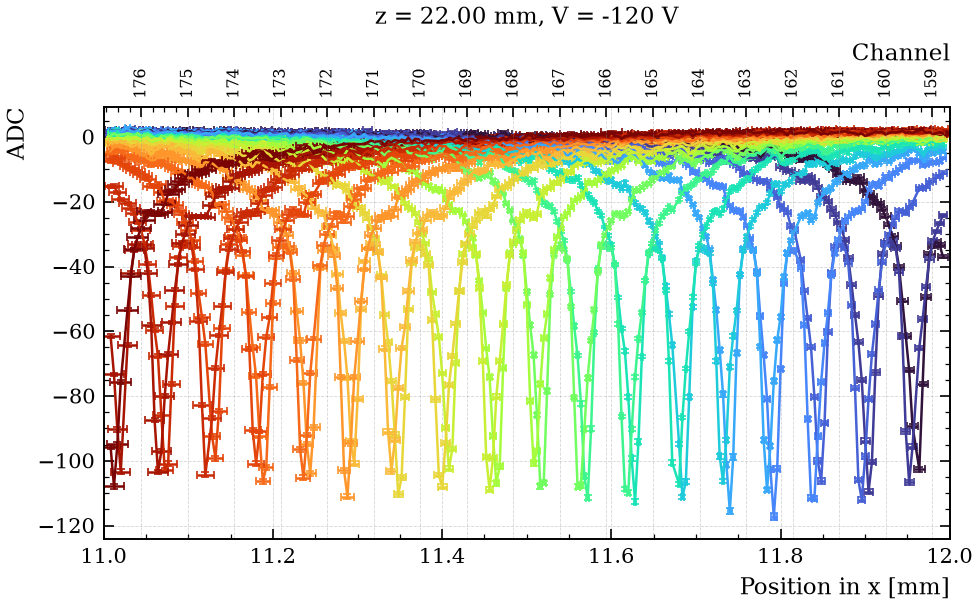 z = 22.00 mm, V = -120 V
Channel
176 175 174 173 172 171 170 169 168 167 166 165 164 163 162 161 160 159
ADC
0
−20
−40
−60
−80
−100
−120
11.0 11.2 11.4 11.6 11.8 12.0
Position in x [mm]